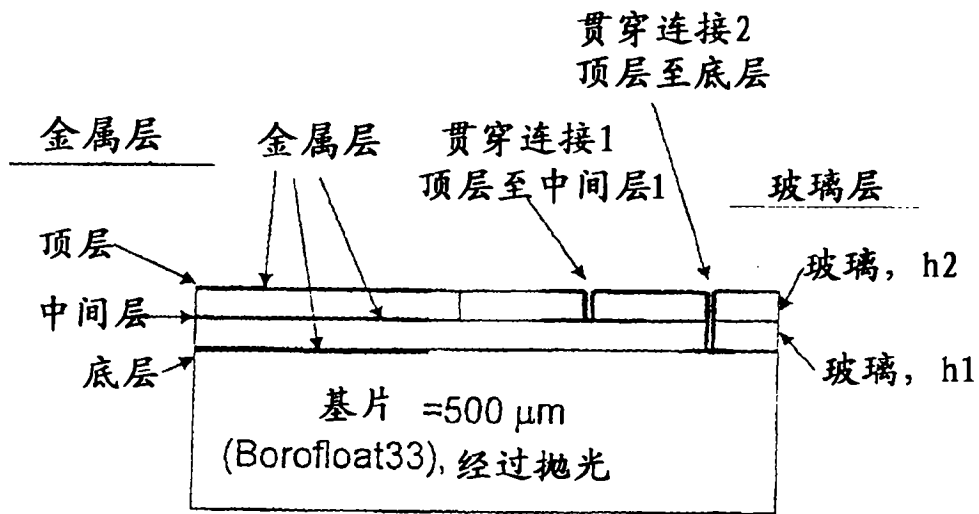 贯穿连接2
顶层至底层
金属层
金属层
贯穿连接1
顶层至中间层1
玻璃层
顶层
中间层
底层
玻璃，h2
玻璃，h1
基片 =500 μm
(Borofloat33), 经过抛光